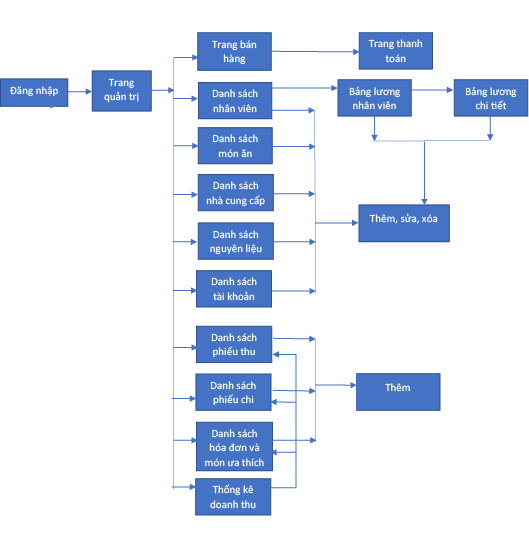 Đăng nhập
Trang
quản trị
Trang bán
hàng
Trang thanh
toán
Danh sách
nhân viên
Bảng lương
nhân viên
Bảng lương
chi tiết
Danh sách
món ăn
Danh sách
nhà cung cấp
Thêm, sửa, xóa
Danh sách
nguyên liệu
Danh sách
tài khoản
Danh sách
phiếu thu
Danh sách
phiếu chi
Thêm
Danh sách
hóa đơn và
món ưa thích
Thống kê
doanh thu